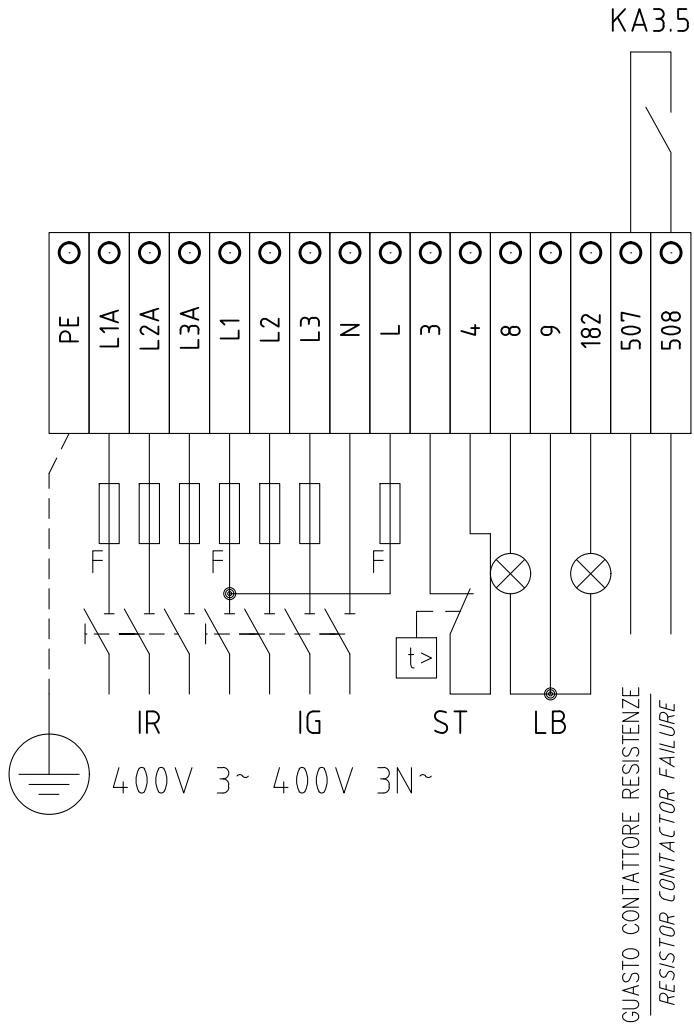 KA3.5
PE
L1A
L2A
L3A
L1
L2
L3
N
L
3
4
8
9
182
507
508
F
F
F
t>
IR
IG
ST
LB
400V 3~ 400V 3N~
GUASTO CONTATTORE RESISTENZE
RESISTOR CONTACTOR FAILURE